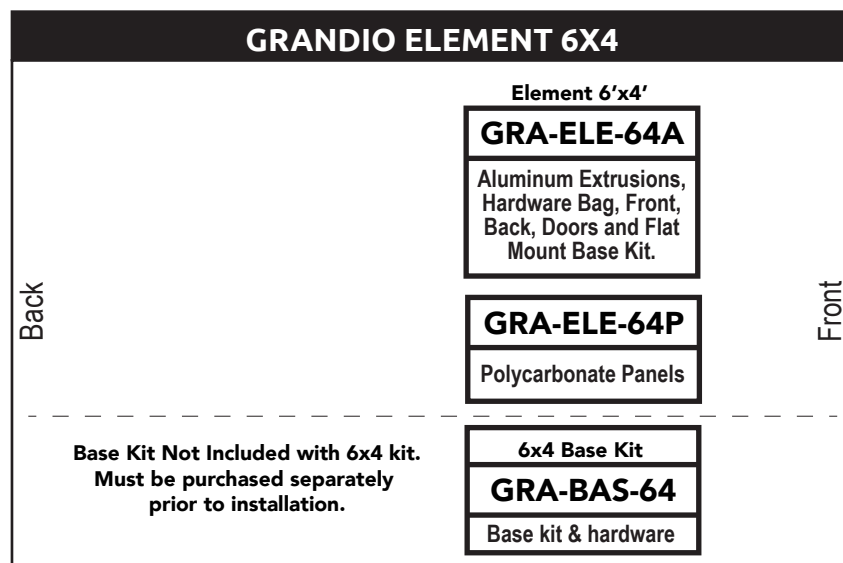 GRANDIO ELEMENT 6X4
Element 6’x4’
GRA-ELE-64A
Aluminum Extrusions,
Hardware Bag, Front,
Back, Doors and Flat
Mount Base Kit.
Back
Front
GRA-ELE-64P
Polycarbonate Panels
Base Kit Not Included with 6x4 kit.
Must be purchased separately
prior to installation.
6x4 Base Kit
GRA-BAS-64
Base kit & hardware